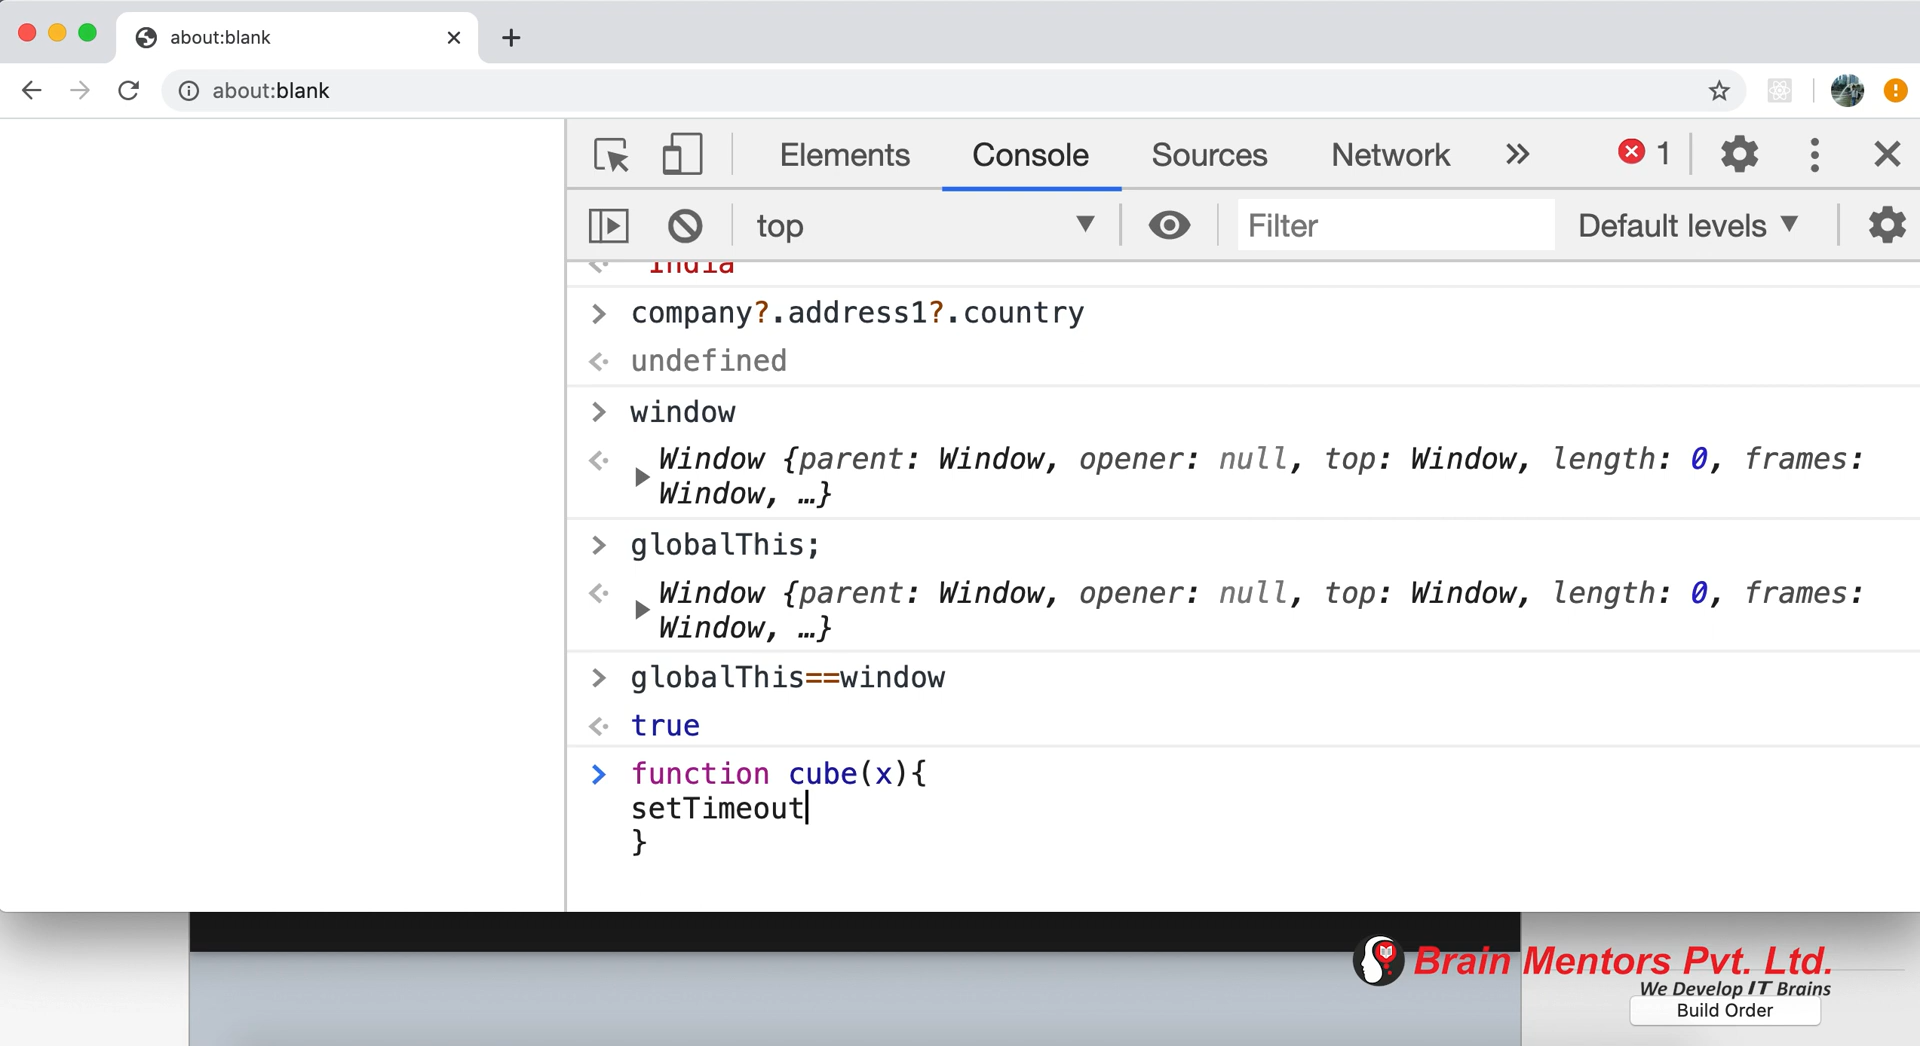 about:blank
about:blank
Elements Console Sources Network 1
top Filter Default levels
india
company?.address1?.country
undefined
window
Window {parent: Window, opener: null, top: Window, length: 0, frames:
Window, …}
globalThis;
Window {parent: Window, opener: null, top: Window, length: 0, frames:
Window, …}
globalThis==window
true
function cube(x){
setTimeout
}
Brain Mentors Pvt. Ltd.
We Develop IT Brains
Build Order